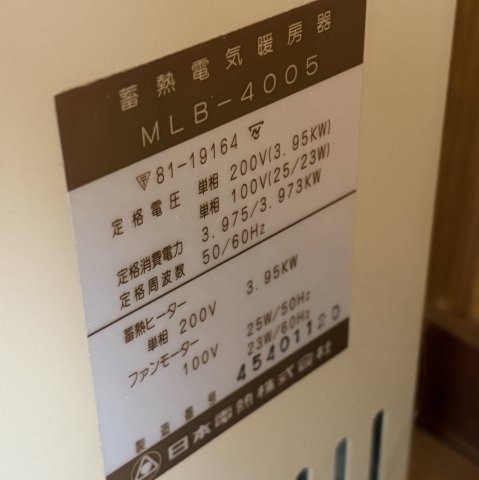 蓄熱電気暖房器
MLB-4005
81-19164
定格電圧 単相 200V(3.95KW)
単相 100V(25/23W)
定格消費電力 3.975/3.973KW
定格周波数 50/60Hz
蓄熱ヒーター 3.95KW
単相 200V
ファンモーター 25W/50Hz
100V 23W/60Hz
製造番号 45401120
日本電熱株式会社